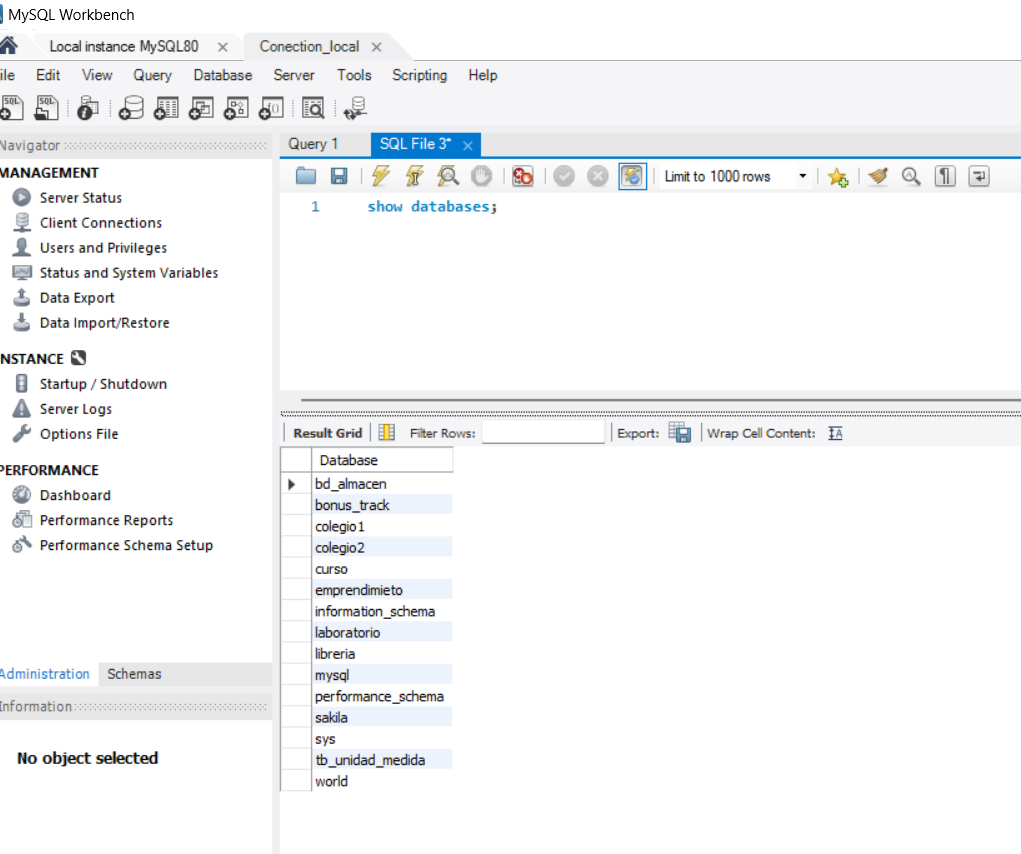 MySQL Workbench
Local instance MySQL80
Conection_local
ile Edit View Query Database Server Tools Scripting Help
Navigator
Query 1
SQL File 3*
MANAGEMENT
Server Status
Client Connections
Users and Privileges
Status and System Variables
Data Export
Data Import/Restore
NSTANCE
Startup / Shutdown
Server Logs
Options File
PERFORMANCE
Dashboard
Performance Reports
Performance Schema Setup
Administration Schemas
Information
No object selected
Limit to 1000 rows
1 show databases;
Result Grid Filter Rows: Export: Wrap Cell Content:
Database
bd_almacen
bonus_track
colegio1
colegio2
curso
emprendimieto
information_schema
laboratorio
libreria
mysql
performance_schema
sakila
sys
tb_unidad_medida
world